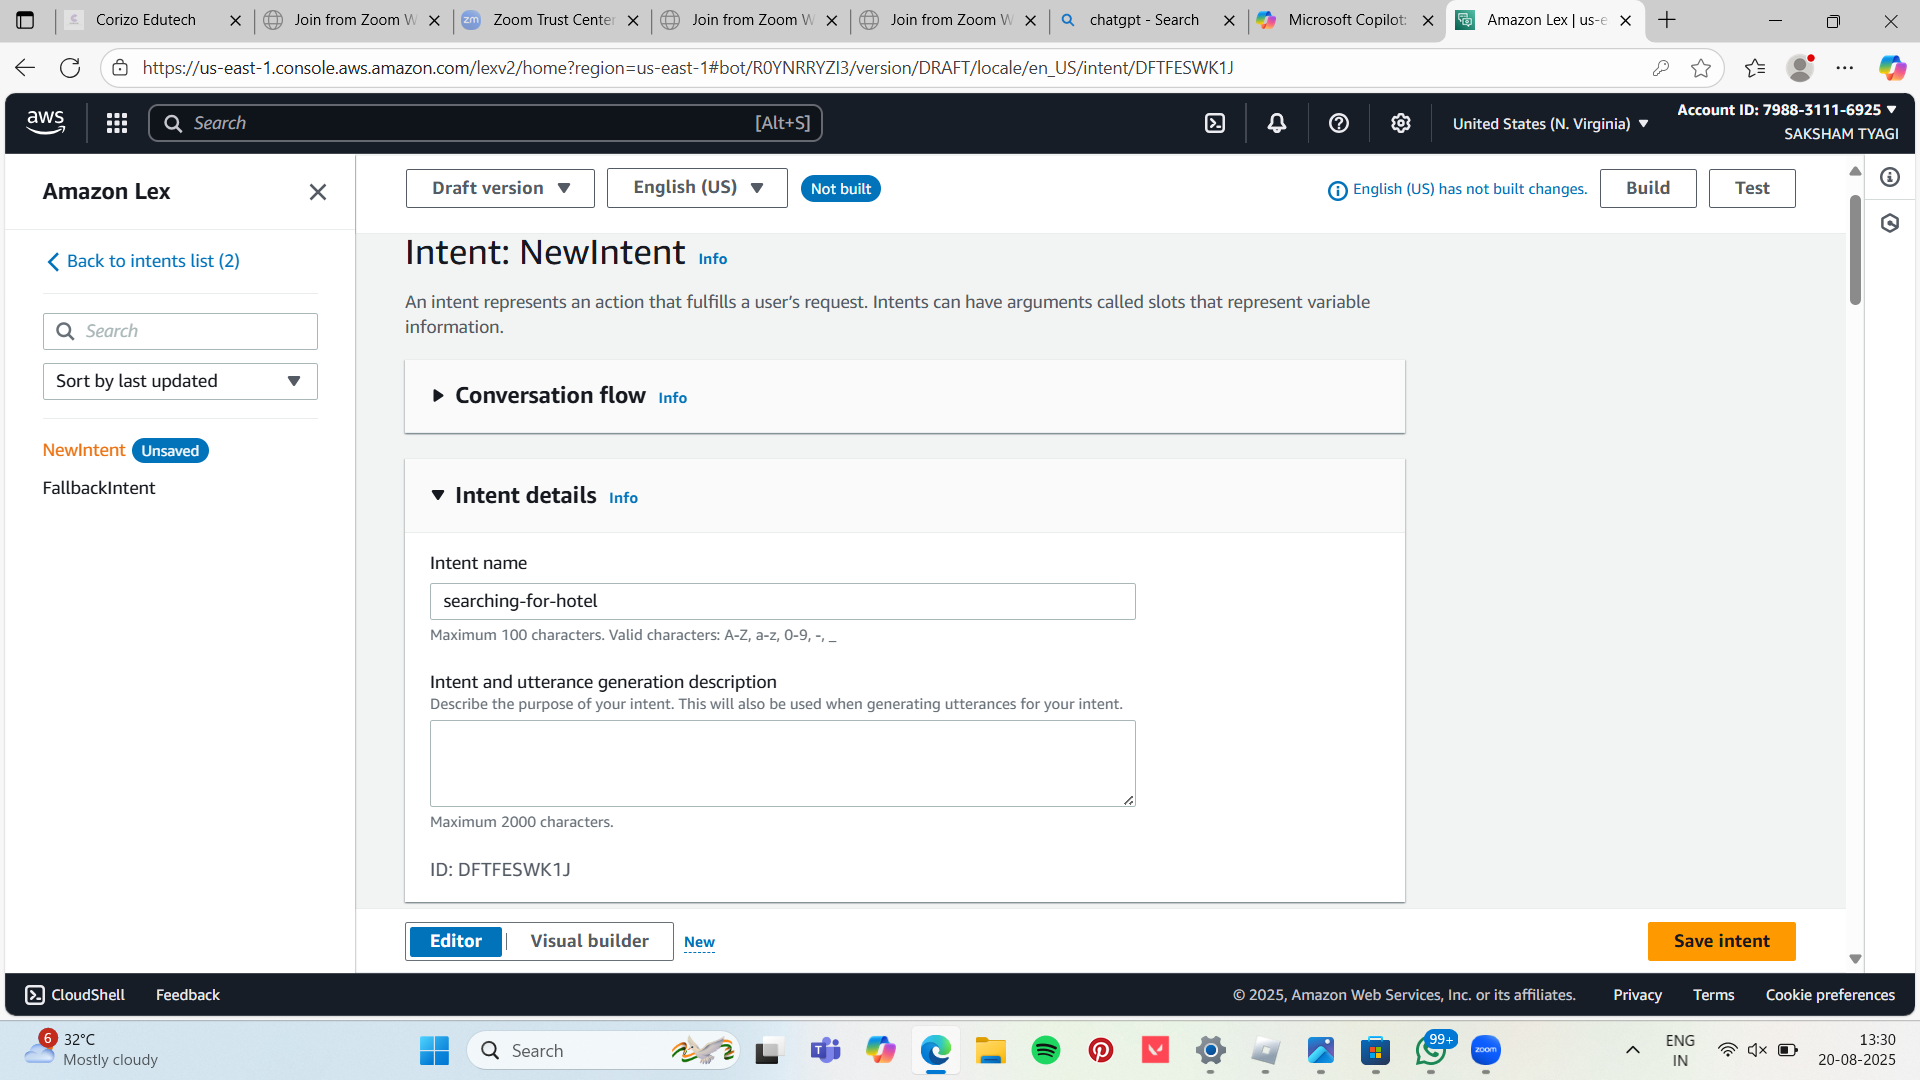 Corizo Edutech
Join from Zoom W
Zoom Trust Center
Join from Zoom W
Join from Zoom W
chatgpt - Search
Microsoft Copilot:
Amazon Lex | us-e
https://us-east-1.console.aws.amazon.com/lexv2/home?region=us-east-1#bot/R0YNRRYZI3/version/DRAFT/locale/en_US/intent/DFTFESWK1J
aws
Search
[Alt+S]
United States (N. Virginia)
Account ID: 7988-3111-6925
SAKSHAM TYAGI
Amazon Lex
Back to intents list (2)
Search
Sort by last updated
NewIntent Unsaved
FallbackIntent
Draft version
English (US)
Not built
English (US) has not built changes.
Build
Test
Intent: NewIntent Info
An intent represents an action that fulfills a user’s request. Intents can have arguments called slots that represent variable
information.
Conversation flow Info
Intent details Info
Intent name
searching-for-hotel
Maximum 100 characters. Valid characters: A-Z, a-z, 0-9, -, _
Intent and utterance generation description
Describe the purpose of your intent. This will also be used when generating utterances for your intent.
Maximum 2000 characters.
ID: DFTFESWK1J
Editor
Visual builder
New
Save intent
CloudShell
Feedback
© 2025, Amazon Web Services, Inc. or its affiliates.
Privacy
Terms
Cookie preferences
6
32°C
Mostly cloudy
Search
99+
zoom
ENG
IN
13:30
20-08-2025